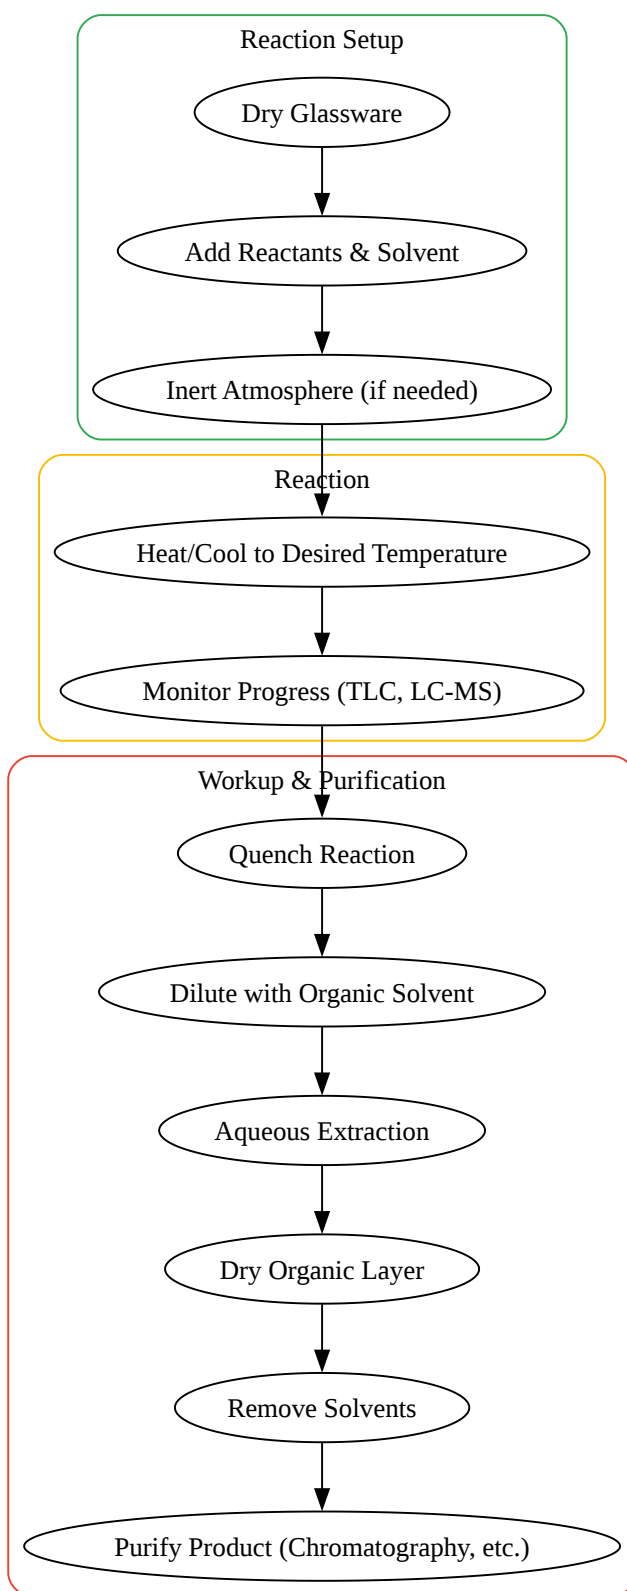 Reaction Setup
Dry Glassware
Add Reactants & Solvent
Inert Atmosphere (if needed)
Reaction
Heat/Cool to Desired Temperature
Monitor Progress (TLC, LC-MS)
Workup & Purification
Quench Reaction
Dilute with Organic Solvent
Aqueous Extraction
Dry Organic Layer
Remove Solvents
Purify Product (Chromatography, etc.)